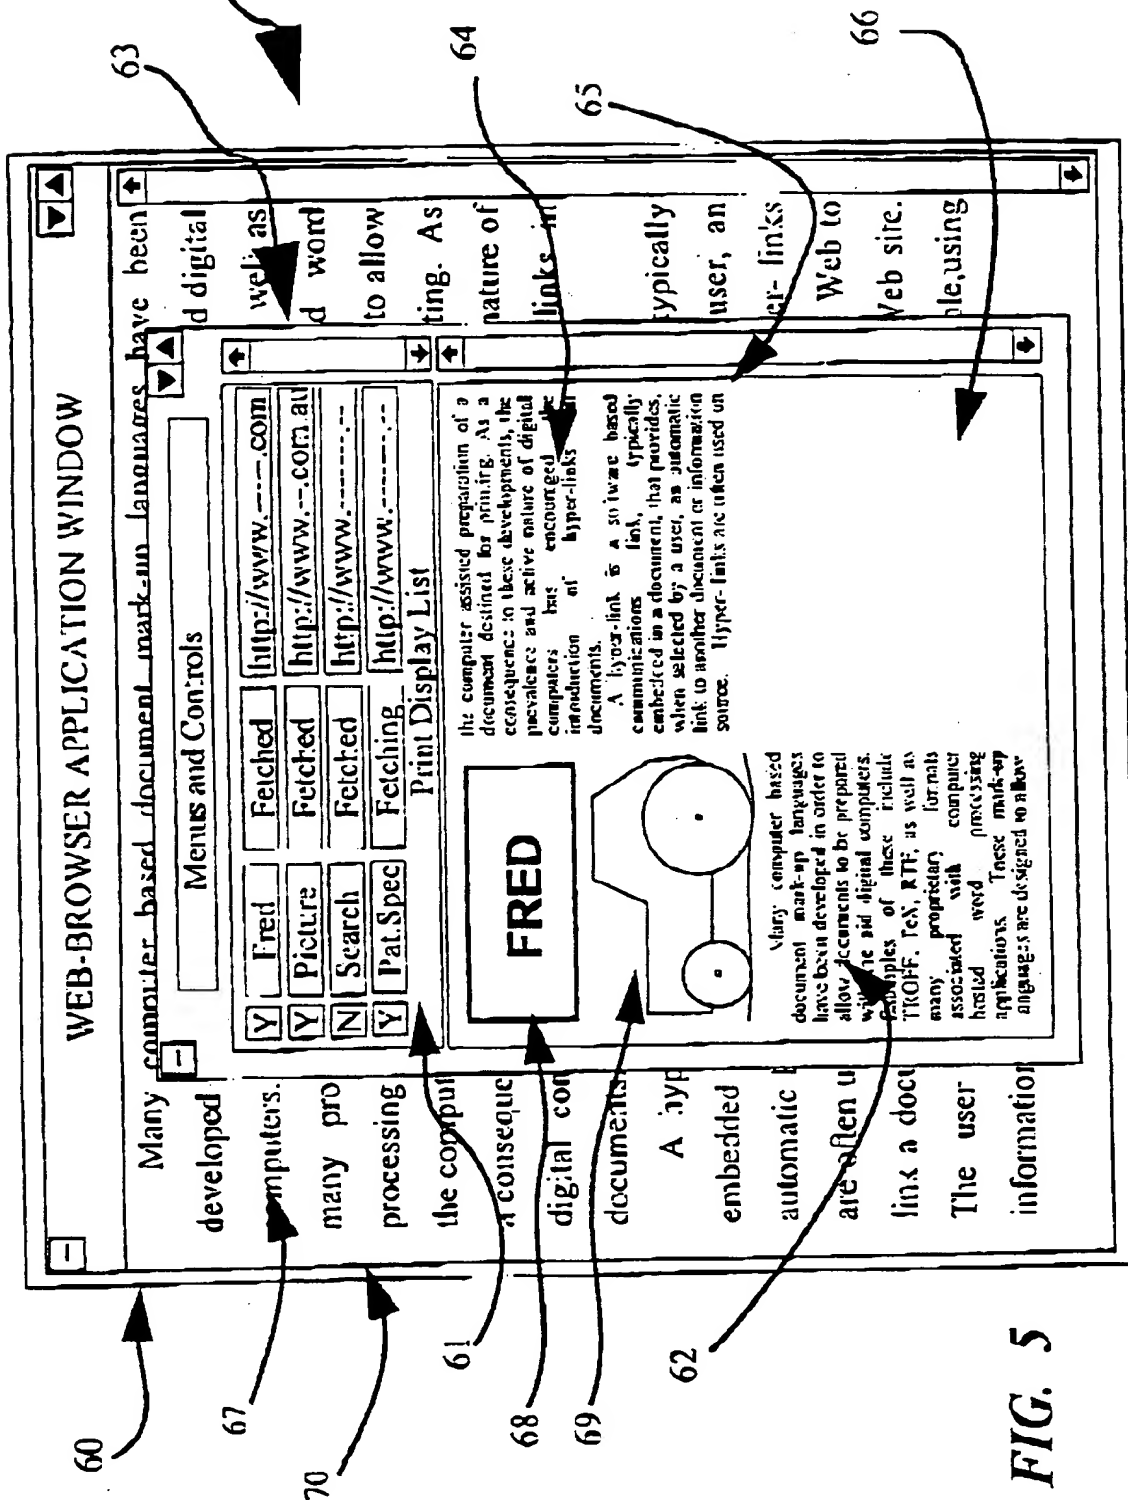 WEB-BROWSER APPLICATION WINDOW
Many computer based document mark-up languages have been
developed
d digital
computers.
well as
many pro
d word
processing
to allow
the comput
ting. As
a conseque
nature of
digital con
links in
documents
A hyp
typically
embedded
user, an
automatic
er- links
are often u
Web to
link a docu
Web site.
The user
ple,using
information
Menus and Controls
Y Fred Fetched http://www.-----.com
Y Picture Fetched http://www.--.com.au
N Search Fetched http://www.---------
Y Pat.Spec Fetching http://www.---------
Print Display List
FRED
Many computer based
document mark-up languages
have been developed in order to
allow documents to be prepared
with the aid digital computers.
Examples of these include
TROFF, TeX, RTF, as well as
many proprietary formats
associated with computer
based word processing
applications. These mark-up
languages are designed to allow
the computer assisted preparation of a
document destined for printing. As a
consequence to these developments, the
prevalence and active nature of digital
computers has encouraged the
introduction of hyper-links
documents.
A hyper-link is a software based
communications link, typically
embedded in a document, that provides,
when selected by a user, an automatic
link to another document or information
source. Hyper- links are often used on
60
67
70
61
68
69
62
63
64
65
66
FIG. 5